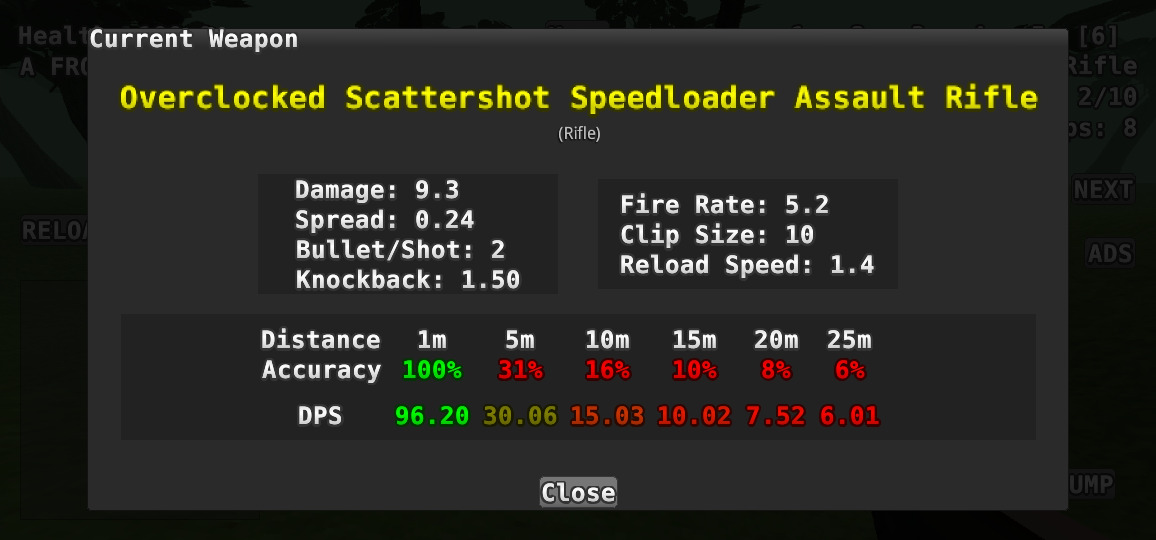 Current Weapon
Overclocked Scattershot Speedloader Assault Rifle
(Rifle)
Damage: 9.3
Spread: 0.24
Bullet/Shot: 2
Knockback: 1.50
Fire Rate: 5.2
Clip Size: 10
Reload Speed: 1.4
Distance 1m 5m 10m 15m 20m 25m
Accuracy 100% 31% 16% 10% 8% 6%
DPS 96.20 30.06 15.03 10.02 7.52 6.01
Close
[6]
Rifle
2/10
8
NEXT
ADS